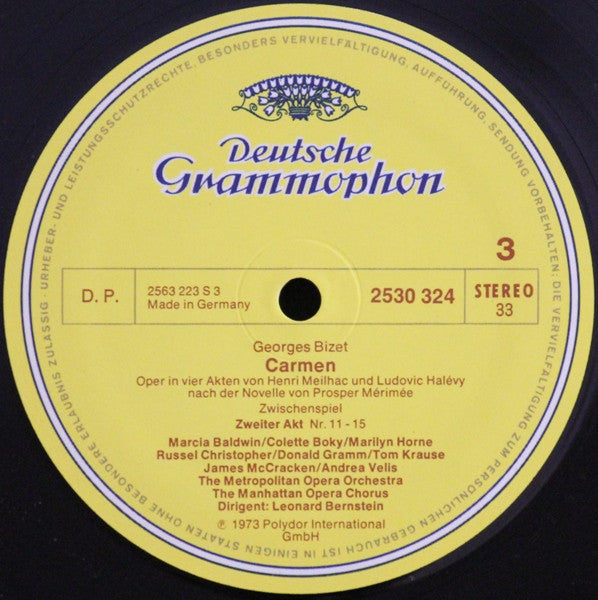 Deutsche
Grammophon
3
D. P.
2563 223 S 3
Made in Germany
2530 324
STEREO
33
Georges Bizet
Carmen
Oper in vier Akten von Henri Meilhac und Ludovic Halévy
nach der Novelle von Prosper Mérimée
Zwischenspiel
Zweiter Akt Nr. 11 - 15
Marcia Baldwin/Colette Boky/Marilyn Horne
Russel Christopher/Donald Gramm/Tom Krause
James McCracken/Andrea Velis
The Metropolitan Opera Orchestra
The Manhattan Opera Chorus
Dirigent: Leonard Bernstein
℗ 1973 Polydor International
GmbH
URHEBER- UND LEISTUNGSSCHUTZRECHTE, BESONDERS VERVIELFÄLTIGUNG, AUFFÜHRUNG, SENDUNG VORBEHALTEN; DIE VERVIELFÄLTIGUNG ZUM PERSÖNLICHEN GEBRAUCH IST IN EINIGEN STAATEN OHNE BESONDERE ERLAUBNIS ZULÄSSIG ·